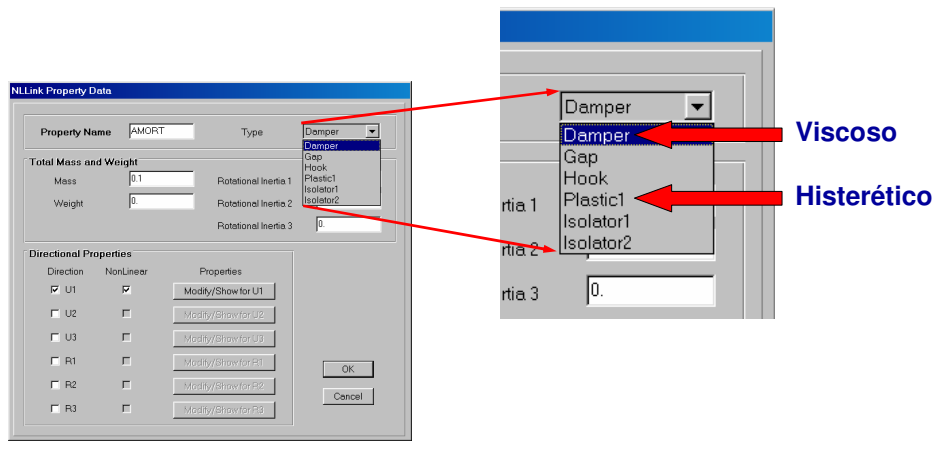 NLLink Property Data
Property Name AMORT Type Damper
Damper
Gap
Hook
Plastic1
Isolator1
Isolator2
Total Mass and Weight
Mass 0.1 Rotational Inertia 1
Weight 0. Rotational Inertia 2
Rotational Inertia 3 0.
Directional Properties
Direction NonLinear Properties
U1 Modify/Show for U1
U2 Modify/Show for U2
U3 Modify/Show for U3
R1 Modify/Show for R1
R2 Modify/Show for R2
R3 Modify/Show for R3
OK
Cancel
Damper
Damper Viscoso
Gap
Hook
Plastic1 Histerético
Isolator1
Isolator2
rtia 1
rtia 2
rtia 3 0.